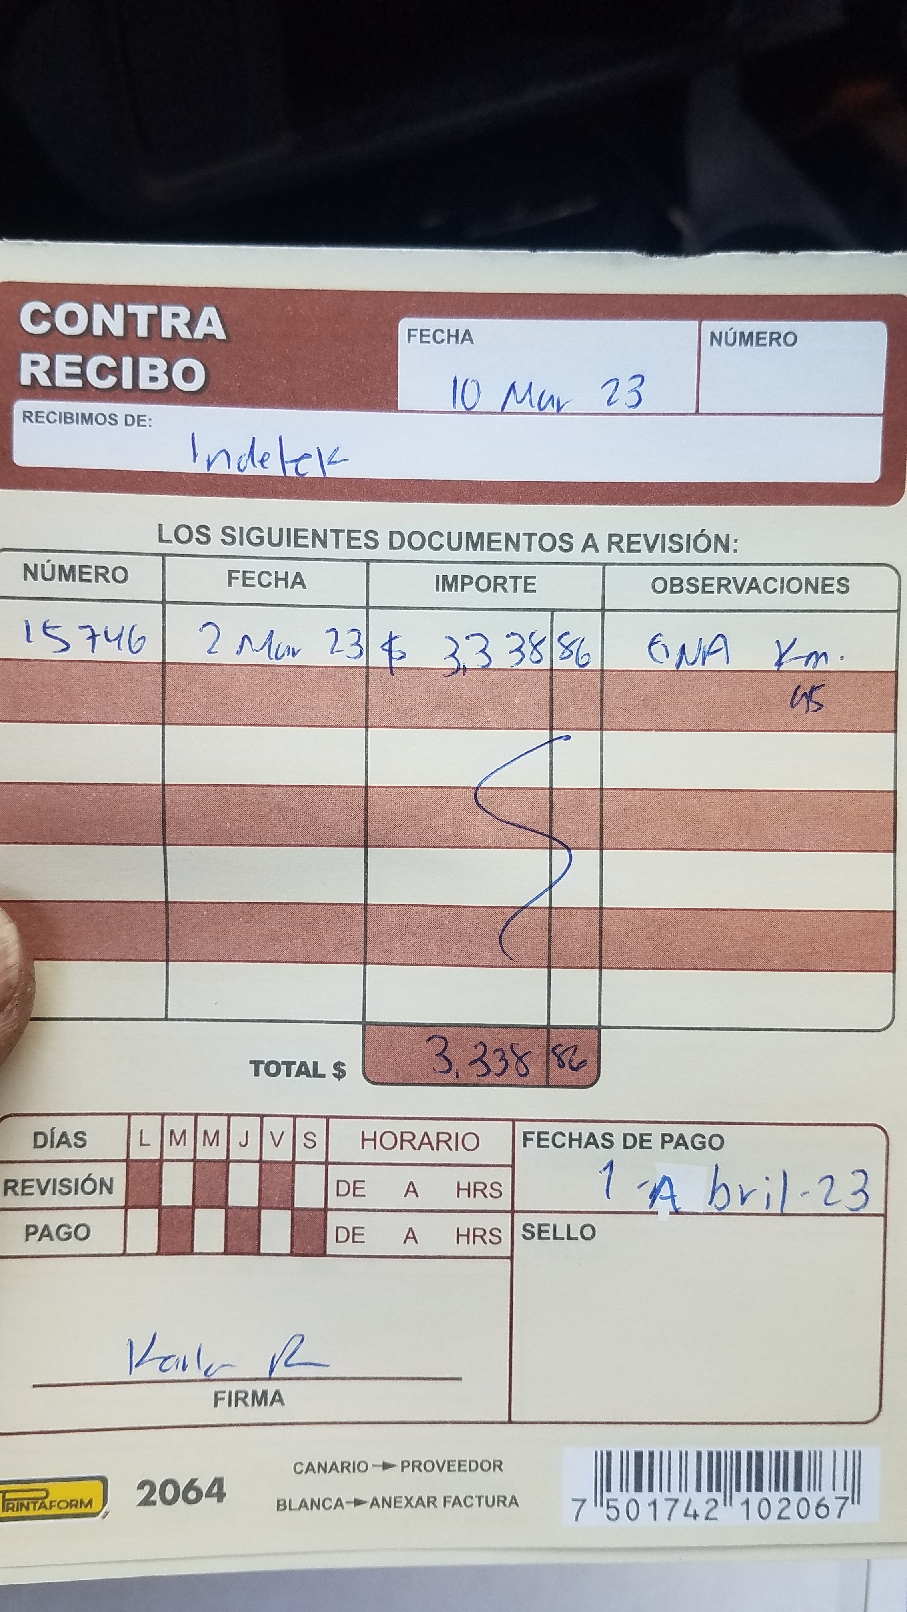 CONTRA
RECIBO
FECHA
10 Mar 23
NÚMERO
RECIBIMOS DE:
Indetek
LOS SIGUIENTES DOCUMENTOS A REVISIÓN:
NÚMERO FECHA IMPORTE OBSERVACIONES
15746 2 Mar 23 $ 3,338 86 GNA Km.
45
TOTAL $ 3,338 86
DÍAS L M M J V S HORARIO
REVISIÓN DE A HRS
PAGO DE A HRS
FECHAS DE PAGO
1-Abril-23
SELLO
Karla R
FIRMA
PRINTAFORM 2064
CANARIO PROVEEDOR
BLANCA ANEXAR FACTURA
7 501742 102067